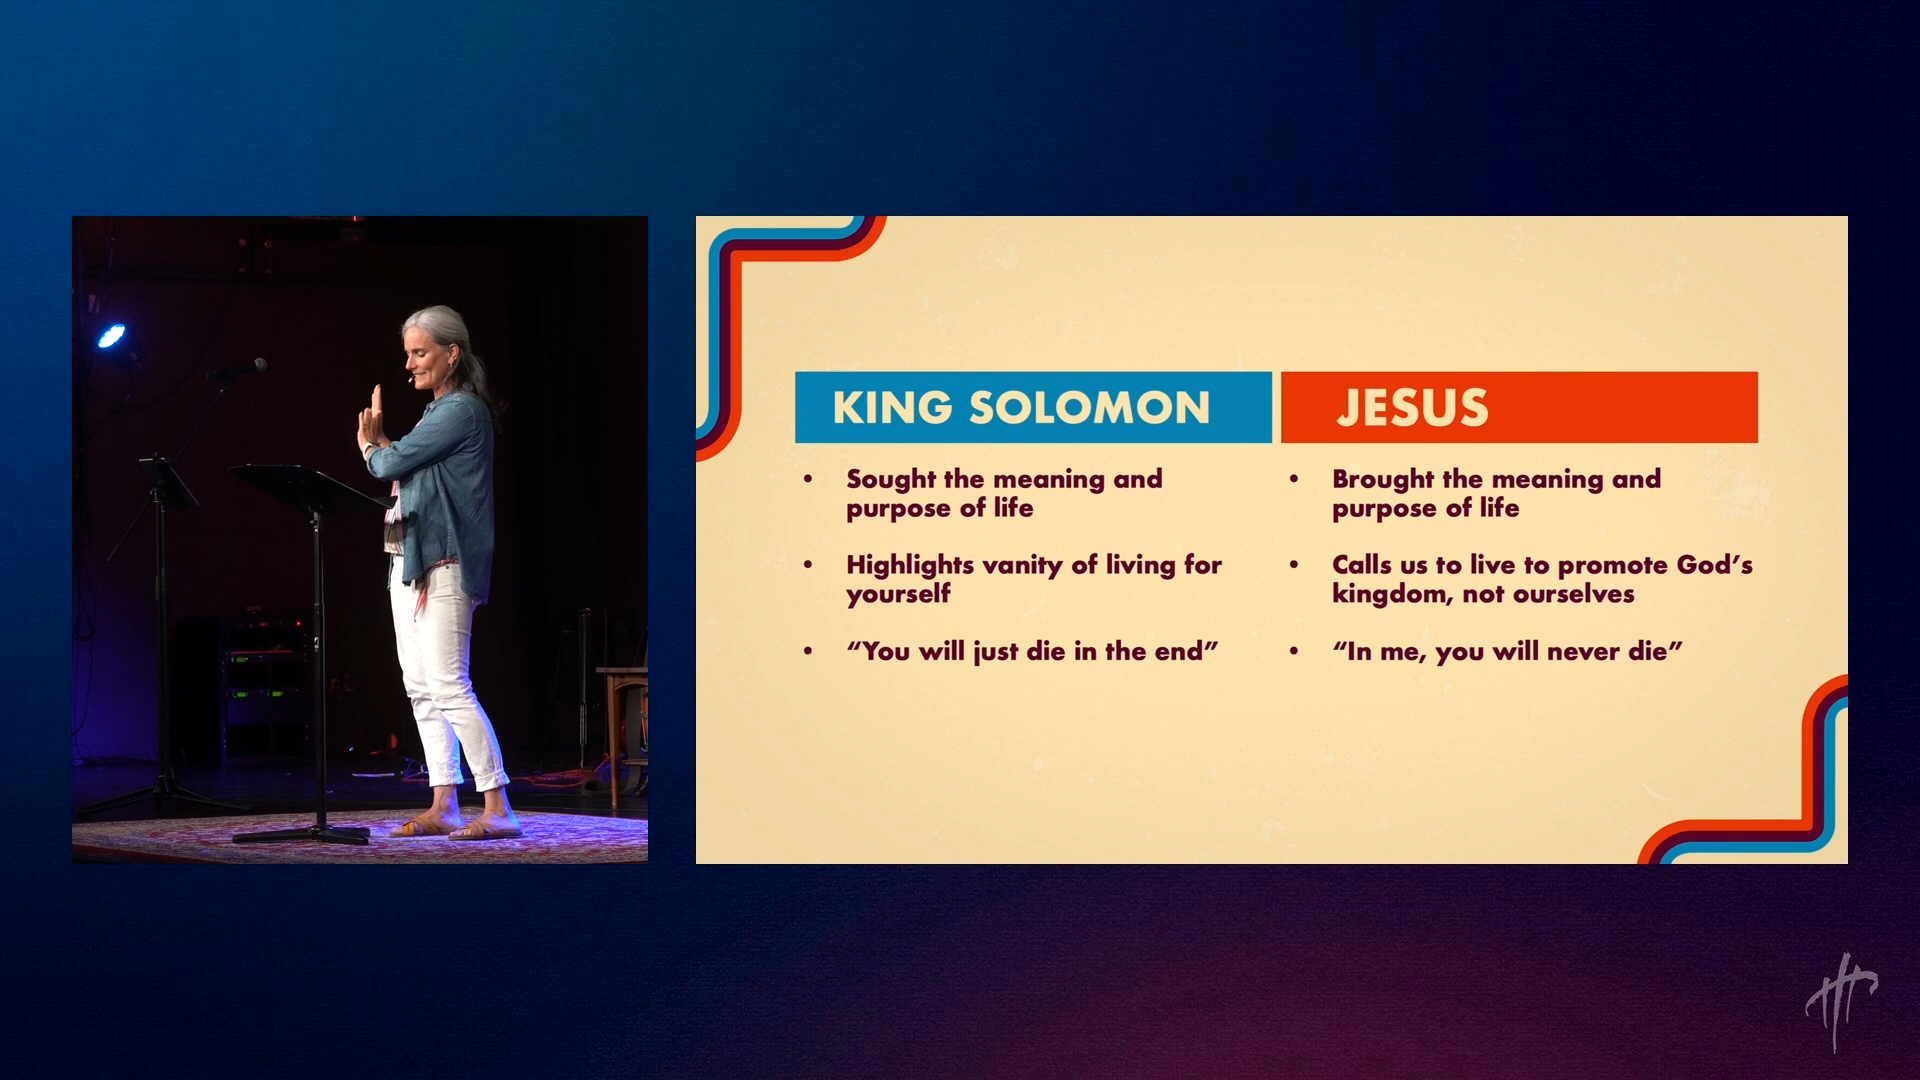 KING SOLOMON
• Sought the meaning and
purpose of life
• Highlights vanity of living for
yourself
• “You will just die in the end”
JESUS
• Brought the meaning and
purpose of life
• Calls us to live to promote God’s
kingdom, not ourselves
• “In me, you will never die”